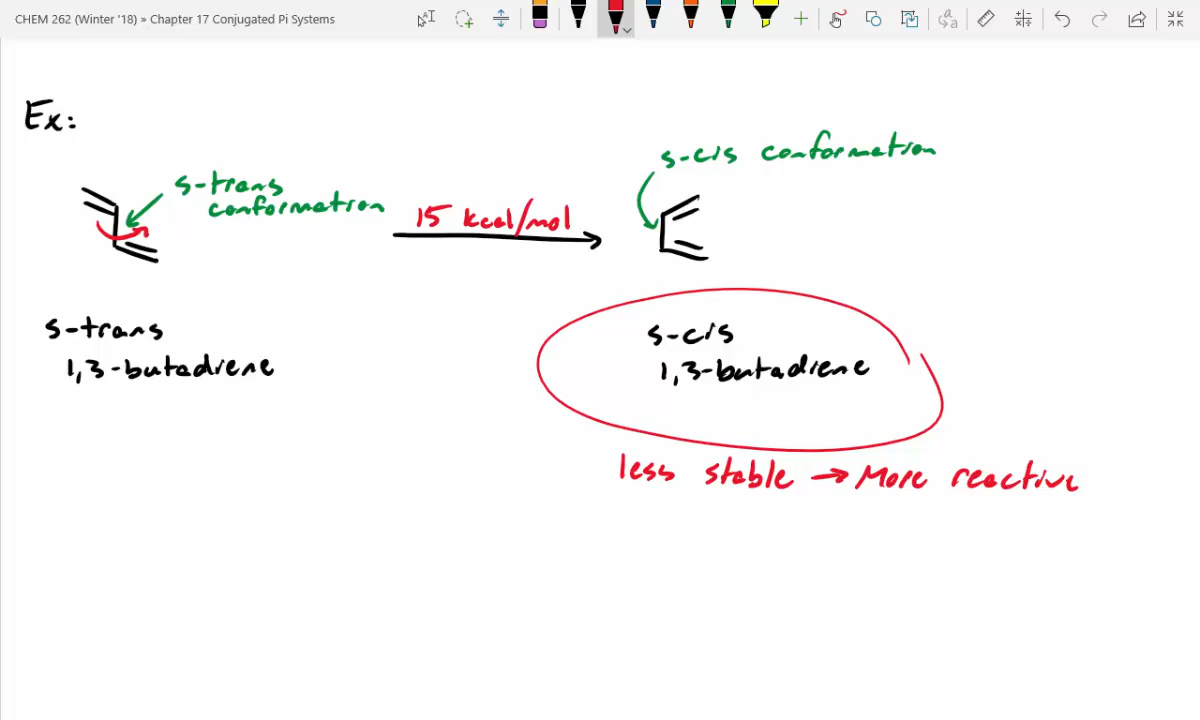 CHEM 262 (Winter '18) » Chapter 17 Conjugated Pi Systems
Ex:
s-trans
conformation
15 kcal/mol
s-cis conformation
s-trans
1,3-butadiene
s-cis
1,3-butadiene
less stable → More reactive